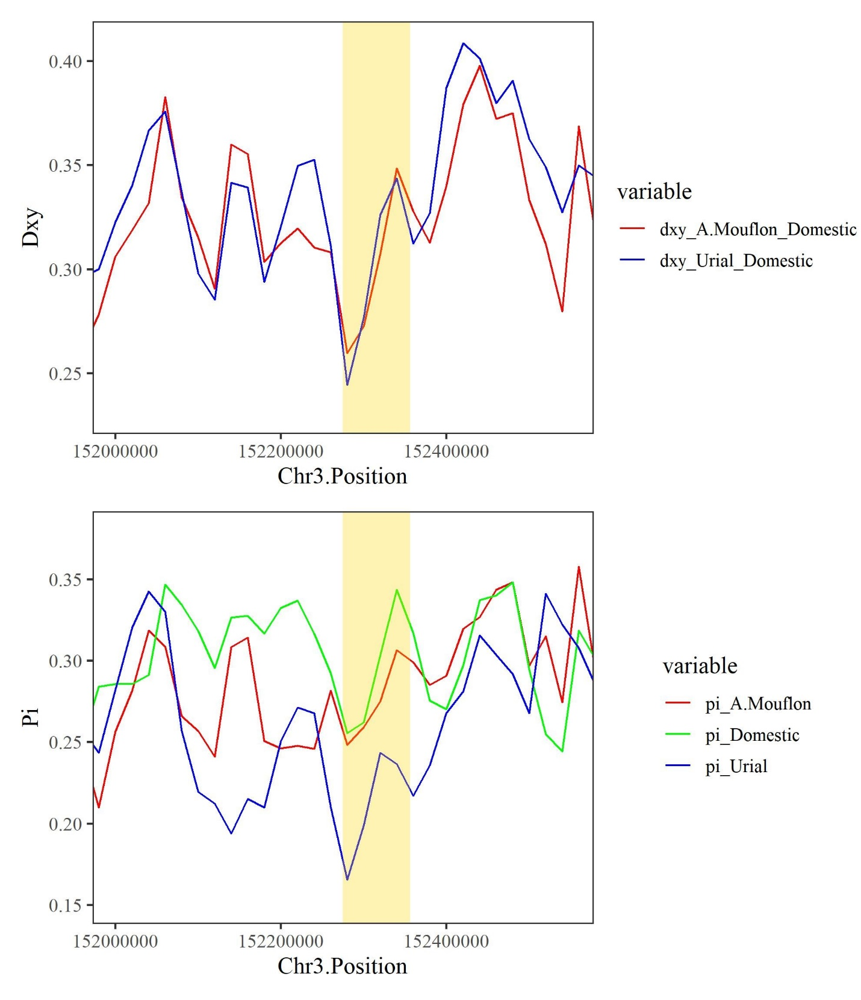 0.40
0.35
0.30
0.25
Dxy
152000000 152200000 152400000
Chr3.Position
variable
dxy_A.Mouflon_Domestic
dxy_Urial_Domestic
0.35
0.30
0.25
0.20
0.15
Pi
152000000 152200000 152400000
Chr3.Position
variable
pi_A.Mouflon
pi_Domestic
pi_Urial